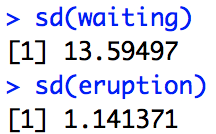 > sd(waiting)
[1] 13.59497
> sd(eruption)
[1] 1.141371